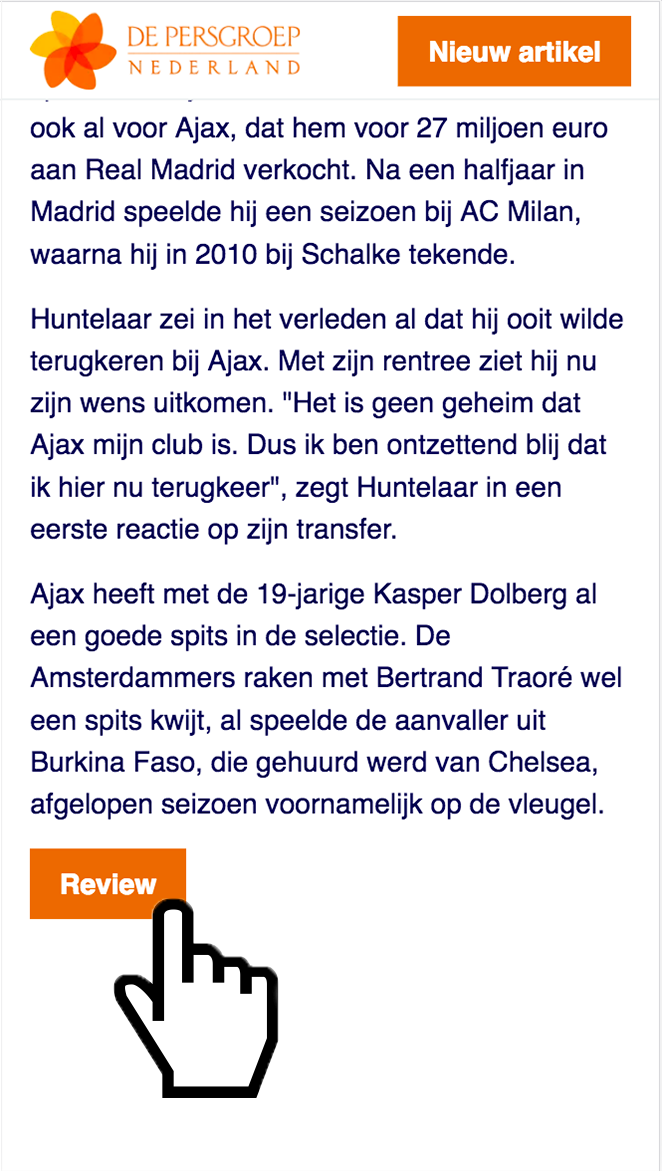 DE PERSGROEP
NEDERLAND
Nieuw artikel
ook al voor Ajax, dat hem voor 27 miljoen euro
aan Real Madrid verkocht. Na een halfjaar in
Madrid speelde hij een seizoen bij AC Milan,
waarna hij in 2010 bij Schalke tekende.
Huntelaar zei in het verleden al dat hij ooit wilde
terugkeren bij Ajax. Met zijn rentree ziet hij nu
zijn wens uitkomen. "Het is geen geheim dat
Ajax mijn club is. Dus ik ben ontzettend blij dat
ik hier nu terugkeer", zegt Huntelaar in een
eerste reactie op zijn transfer.
Ajax heeft met de 19-jarige Kasper Dolberg al
een goede spits in de selectie. De
Amsterdammers raken met Bertrand Traoré wel
een spits kwijt, al speelde de aanvaller uit
Burkina Faso, die gehuurd werd van Chelsea,
afgelopen seizoen voornamelijk op de vleugel.
Review